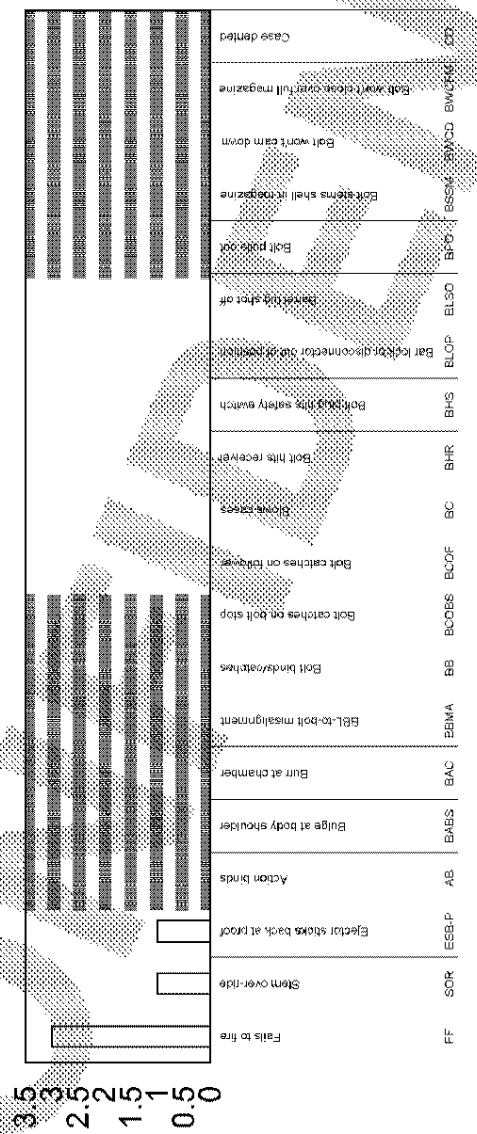 3.5
3
2.5
2
1.5
1
0.5
0
Fails to fire
FF
Stem over-ride
SOR
Ejector sticks back at proof
ESB-P
Action binds
AB
Bulge at body shoulder
BABS
Burr at chamber
BAC
BBL-to-bolt misalignment
BBMA
Bolt binds/catches
BB
Bolt catches on bolt stop
BCOBS
Bolt catches on follower
BCOF
Blows cases
BC
Bolt hits receiver
BHR
Bolt plug hits safety switch
BHS
Bar lock or disconnector out of position
BLOP
Barrel lug shot off
BLSO
Bolt pulls out
BPO
Bolt stems shell in magazine
BSSM
Bolt won't cam down
BWCD
Bolt won't close over full magazine
BWCFM
Case dented
CD